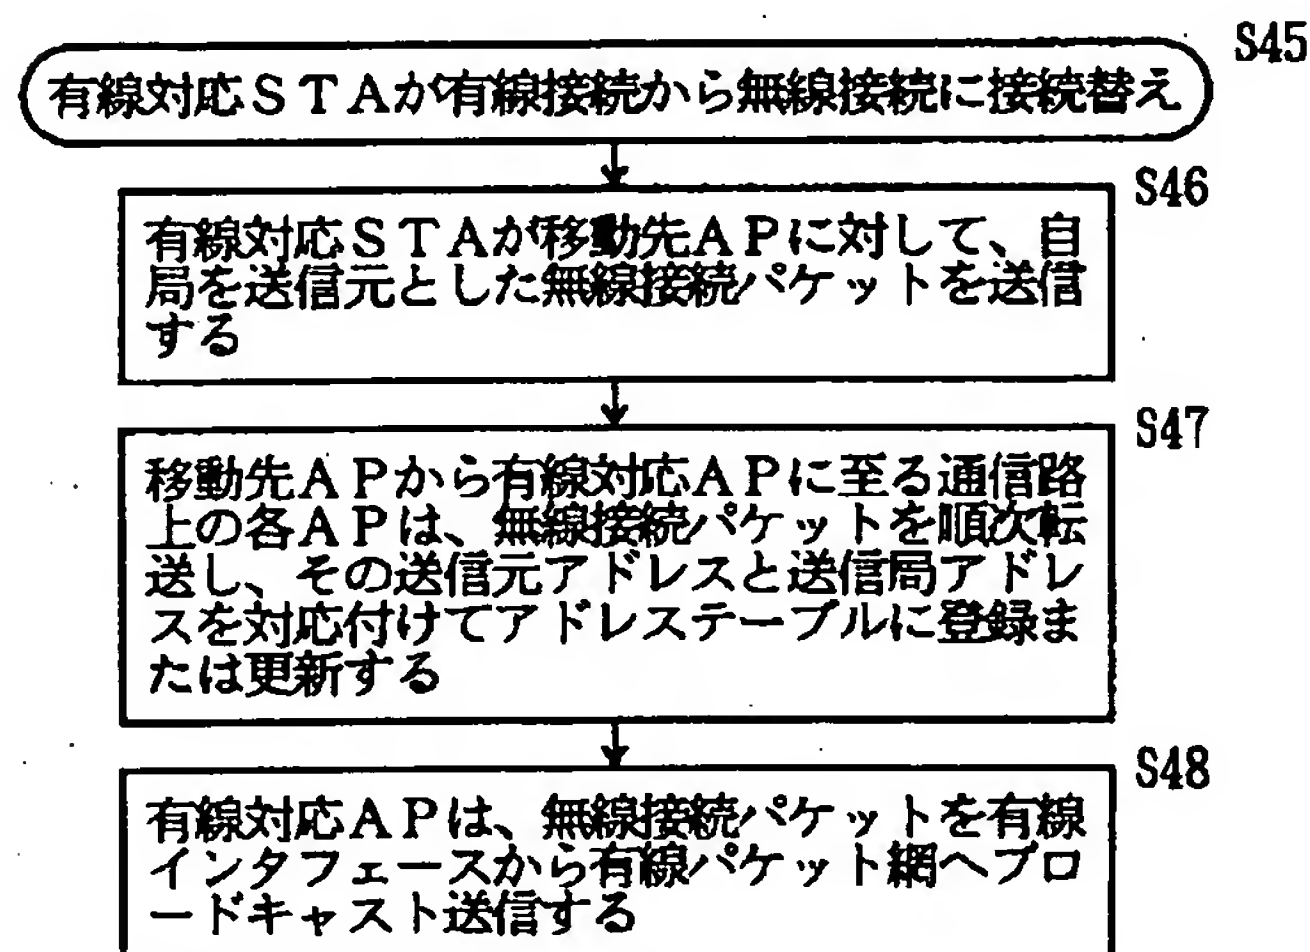 S45
有線対応STAが有線接続から無線接続に接続替え
S46
有線対応STAが移動先APに対して、自
局を送信元とした無線接続パケットを送信
する
S47
移動先APから有線対応APに至る通信路
上の各APは、無線接続パケットを順次転
送し、その送信元アドレスと送信局アドレ
スを対応付けてアドレステーブルに登録ま
たは更新する
S48
有線対応APは、無線接続パケットを有線
インタフェースから有線パケット網へブロ
ードキャスト送信する